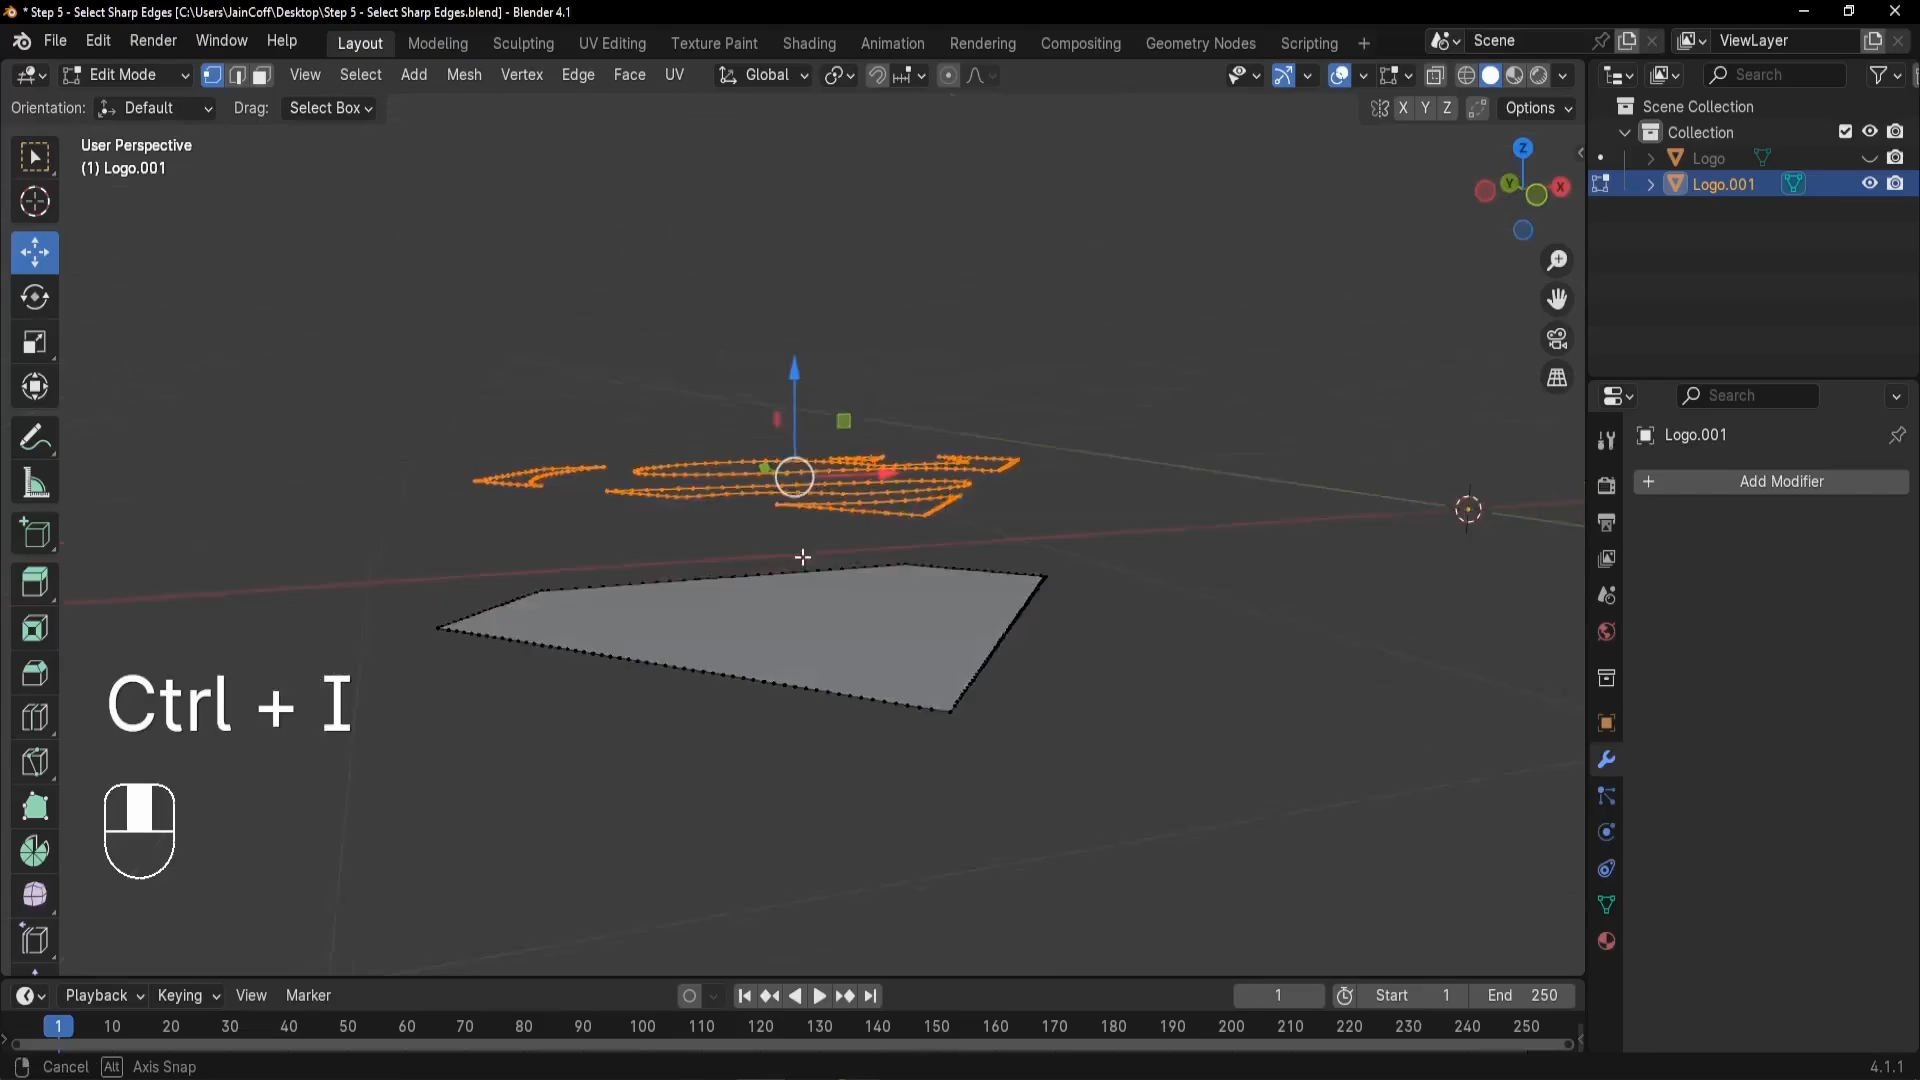 * Step 5 - Select Sharp Edges [C:\Users\JainCoff\Desktop\Step 5 - Select Sharp Edges.blend] - Blender 4.1
File Edit Render Window Help Layout Modeling Sculpting UV Editing Texture Paint Shading Animation Rendering Compositing Geometry Nodes Scripting + Scene ViewLayer
Edit Mode View Select Add Mesh Vertex Edge Face UV Global Search
Orientation: Default Drag: Select Box X Y Z Options
Scene Collection
Collection
User Perspective
(1) Logo.001
Z
Y
X
Logo
Logo.001
Search
Logo.001
+ Add Modifier
Ctrl + I
Playback Keying View Marker 1 Start 1 End 250
1 10 20 30 40 50 60 70 80 90 100 110 120 130 140 150 160 170 180 190 200 210 220 230 240 250
Cancel Alt Axis Snap 4.1.1